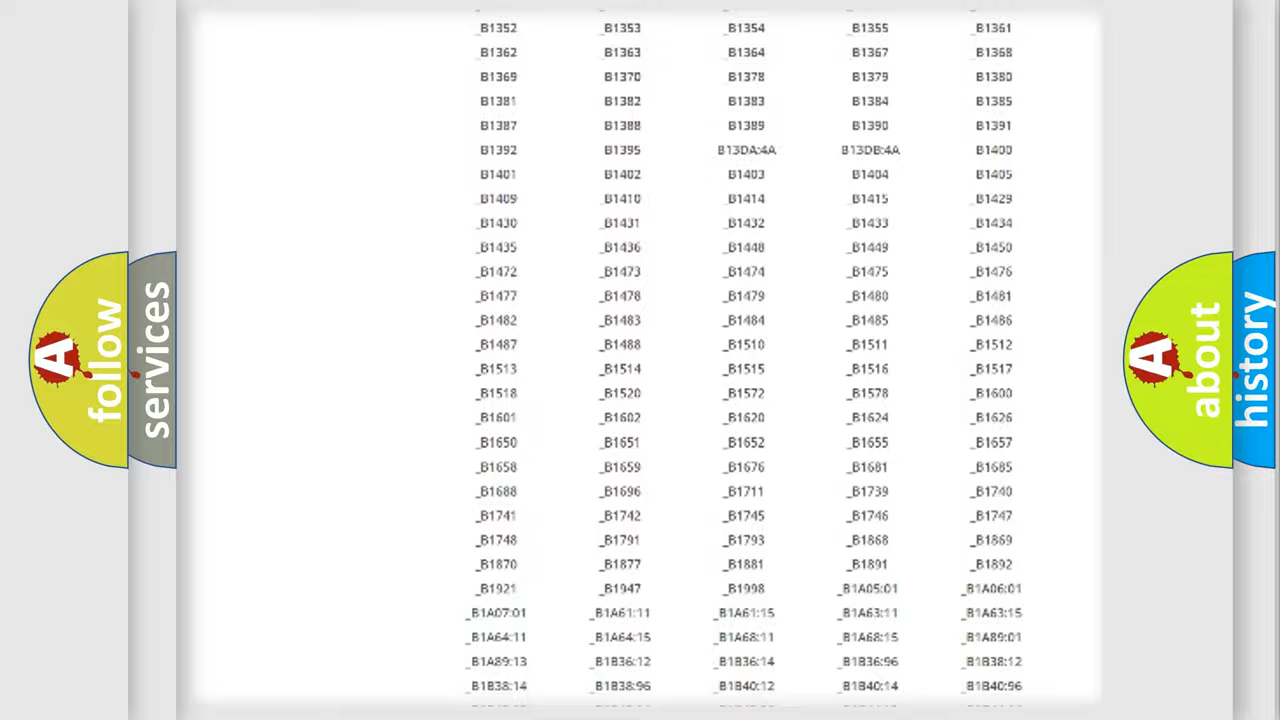 _B1352 _B1353 _B1354 _B1355 _B1361
_B1362 _B1363 _B1364 _B1367 _B1368
_B1369 _B1370 _B1378 _B1379 _B1380
_B1381 _B1382 _B1383 _B1384 _B1385
_B1387 _B1388 _B1389 _B1390 _B1391
_B1392 _B1395 B13DA:4A B13DB:4A _B1400
_B1401 _B1402 _B1403 _B1404 _B1405
_B1409 _B1410 _B1414 _B1415 _B1429
_B1430 _B1431 _B1432 _B1433 _B1434
_B1435 _B1436 _B1448 _B1449 _B1450
_B1472 _B1473 _B1474 _B1475 _B1476
_B1477 _B1478 _B1479 _B1480 _B1481
_B1482 _B1483 _B1484 _B1485 _B1486
_B1487 _B1488 _B1510 _B1511 _B1512
_B1513 _B1514 _B1515 _B1516 _B1517
_B1518 _B1520 _B1572 _B1578 _B1600
_B1601 _B1602 _B1620 _B1624 _B1626
_B1650 _B1651 _B1652 _B1655 _B1657
_B1658 _B1659 _B1676 _B1681 _B1685
_B1688 _B1696 _B1711 _B1739 _B1740
_B1741 _B1742 _B1745 _B1746 _B1747
_B1748 _B1791 _B1793 _B1868 _B1869
_B1870 _B1877 _B1881 _B1891 _B1892
_B1921 _B1947 _B1998 _B1A05:01 _B1A06:01
_B1A07:01 _B1A61:11 _B1A61:15 _B1A63:11 _B1A63:15
_B1A64:11 _B1A64:15 _B1A68:11 _B1A68:15 _B1A89:01
_B1A89:13 _B1B36:12 _B1B36:14 _B1B36:96 _B1B38:12
_B1B38:14 _B1B38:96 _B1B40:12 _B1B40:14 _B1B40:96
A follow
services
A about
history